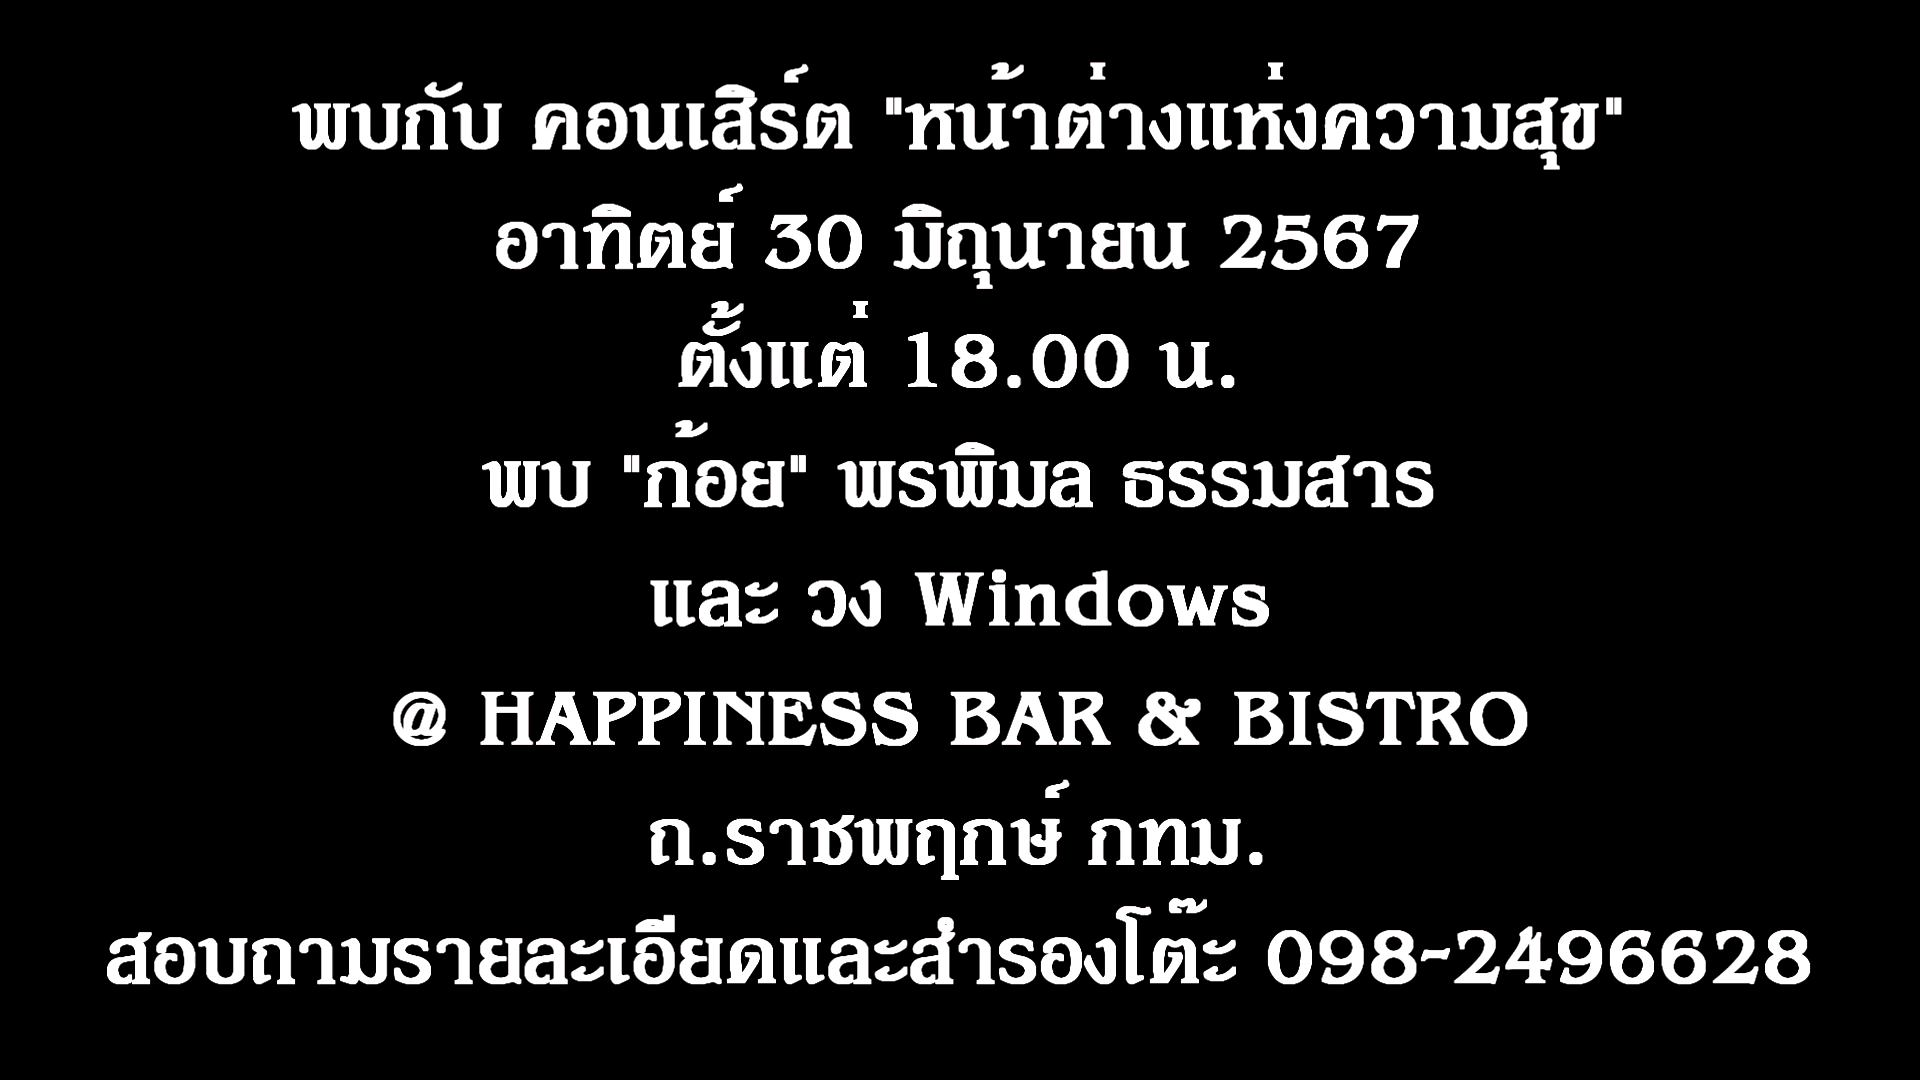 พบกับ คอนเสิร์ต "หน้าต่างแห่งความสุข"
อาทิตย์ 30 มิถุนายน 2567
ตั้งแต่ 18.00 น.
พบ "ก้อย" พรพิมล ธรรมสาร
และ วง Windows
@ HAPPINESS BAR & BISTRO
ถ.ราชพฤกษ์ กทม.
สอบถามรายละเอียดและสำรองโต๊ะ 098-2496628